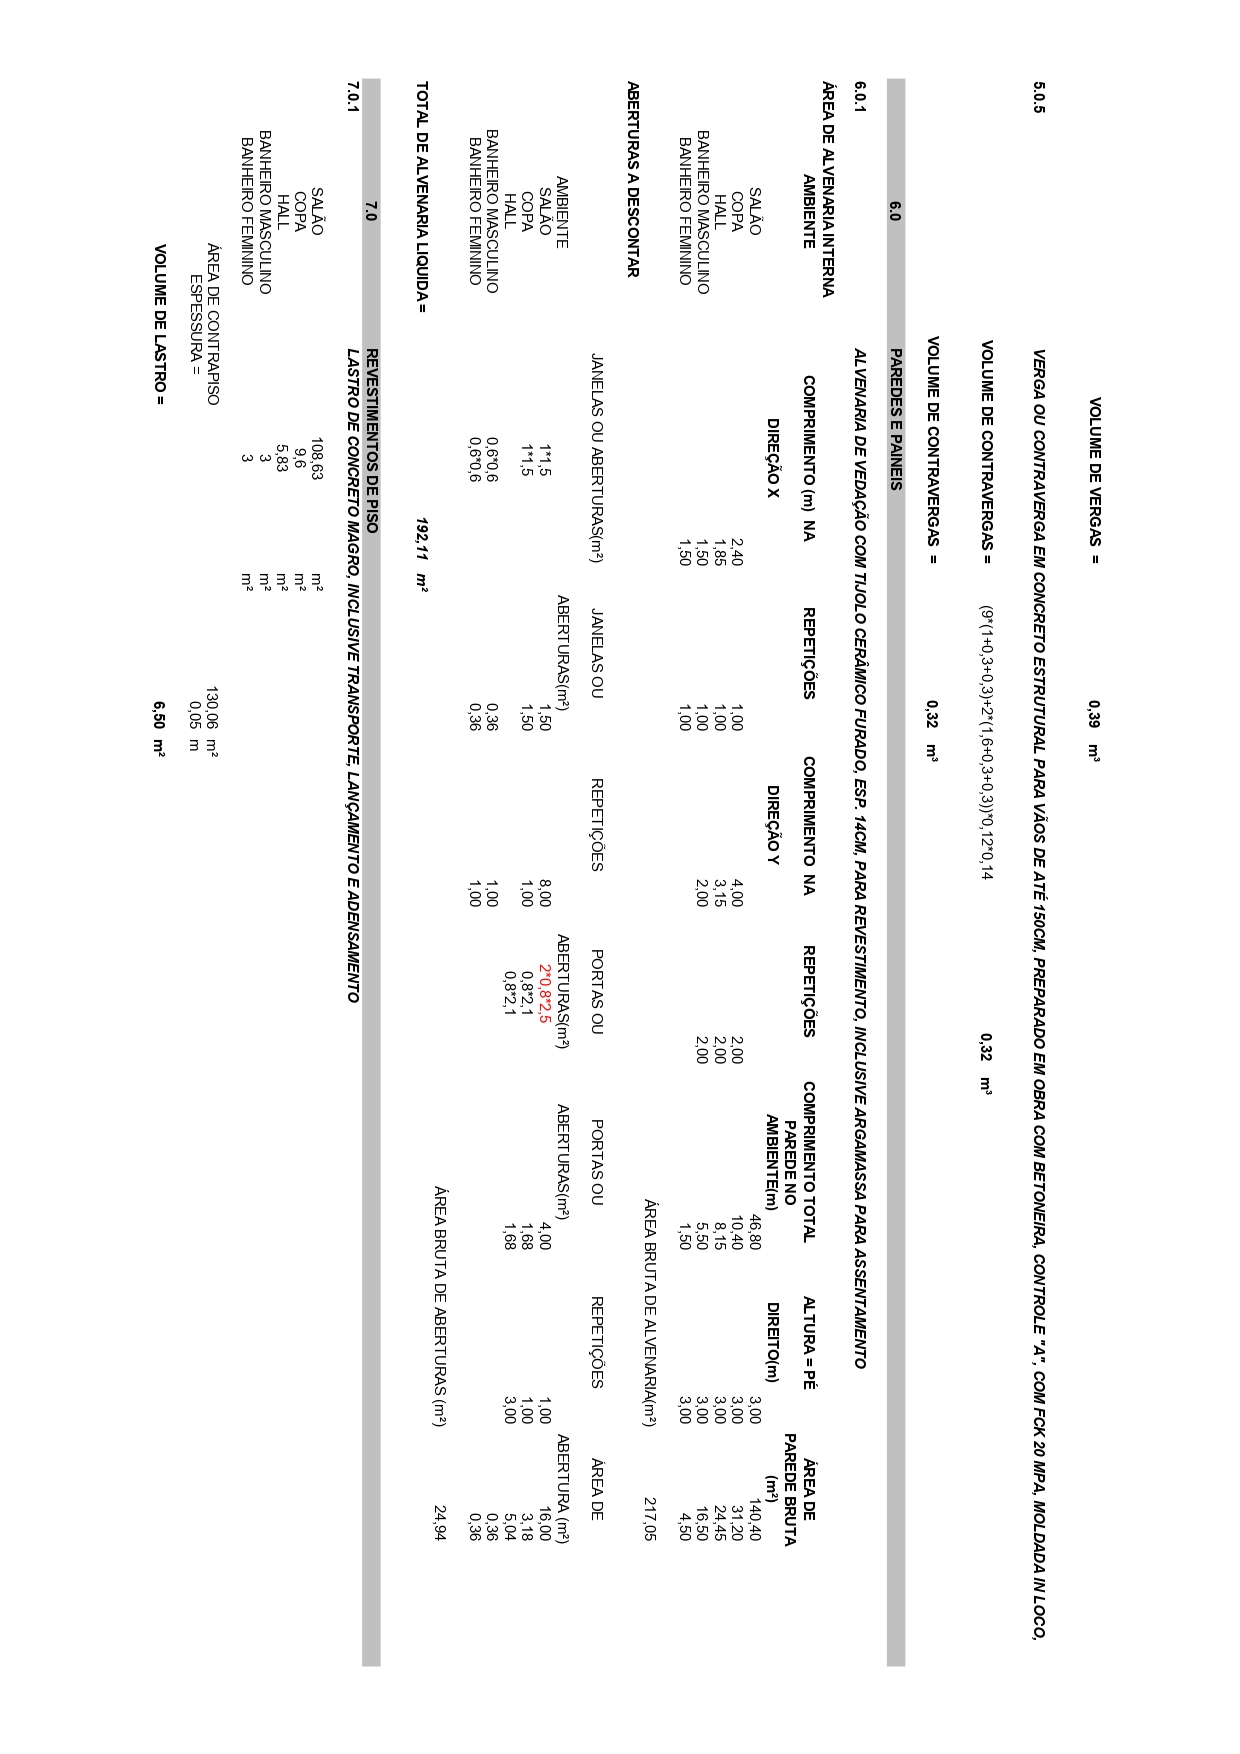 VOLUME DE VERGAS = 0,39 m³
5.0.5 VERGA OU CONTRAVERGA EM CONCRETO ESTRUTURAL PARA VÃOS DE ATÉ 150CM, PREPARADO EM OBRA COM BETONEIRA, CONTROLE "A", COM FCK 20 MPA, MOLDADA IN LOCO,
VOLUME DE CONTRAVERGAS = (9*(1+0,3+0,3)+2*(1,6+0,3+0,3))*0,12*0,14 0,32 m³
VOLUME DE CONTRAVERGAS = 0,32 m³
6.0 PAREDES E PAINEIS
6.0.1 ALVENARIA DE VEDAÇÃO COM TIJOLO CERÂMICO FURADO, ESP. 14CM, PARA REVESTIMENTO, INCLUSIVE ARGAMASSA PARA ASSENTAMENTO
ÁREA DE ALVENARIA INTERNA
AMBIENTE COMPRIMENTO (m) NA REPETIÇÕES COMPRIMENTO NA REPETIÇÕES COMPRIMENTO TOTAL ALTURA = PÉ ÁREA DE
PAREDE NO PAREDE BRUTA
DIREÇÃO X DIREÇÃO Y AMBIENTE(m) DIREITO(m) (m²)
SALÃO 46,80 3,00 140,40
COPA 2,40 1,00 4,00 2,00 10,40 3,00 31,20
HALL 1,85 1,00 3,15 2,00 8,15 3,00 24,45
BANHEIRO MASCULINO 1,50 1,00 2,00 2,00 5,50 3,00 16,50
BANHEIRO FEMININO 1,50 1,00 1,50 3,00 4,50
ÁREA BRUTA DE ALVENARIA(m²) 217,05
ABERTURAS A DESCONTAR
JANELAS OU ABERTURAS(m²) JANELAS OU REPETIÇÕES PORTAS OU PORTAS OU REPETIÇÕES ÁREA DE
AMBIENTE ABERTURAS(m²) ABERTURAS(m²) ABERTURAS(m²) ABERTURA (m²)
SALÃO 1*1,5 1,50 8,00 2*0,8*2,5 4,00 1,00 16,00
COPA 1*1,5 1,50 1,00 0,8*2,1 1,68 1,00 3,18
HALL 0,8*2,1 1,68 3,00 5,04
BANHEIRO MASCULINO 0,6*0,6 0,36 1,00 0,36
BANHEIRO FEMININO 0,6*0,6 0,36 1,00 0,36
ÁREA BRUTA DE ABERTURAS (m²) 24,94
TOTAL DE ALVENARIA LIQUIDA = 192,11 m²
7.0 REVESTIMENTOS DE PISO
7.0.1 LASTRO DE CONCRETO MAGRO, INCLUSIVE TRANSPORTE, LANÇAMENTO E ADENSAMENTO
SALÃO 108,63 m²
COPA 9,6 m²
HALL 5,83 m²
BANHEIRO MASCULINO 3 m²
BANHEIRO FEMININO 3 m²
ÁREA DE CONTRAPISO 130,06 m²
ESPESSURA = 0,05 m
VOLUME DE LASTRO = 6,50 m²